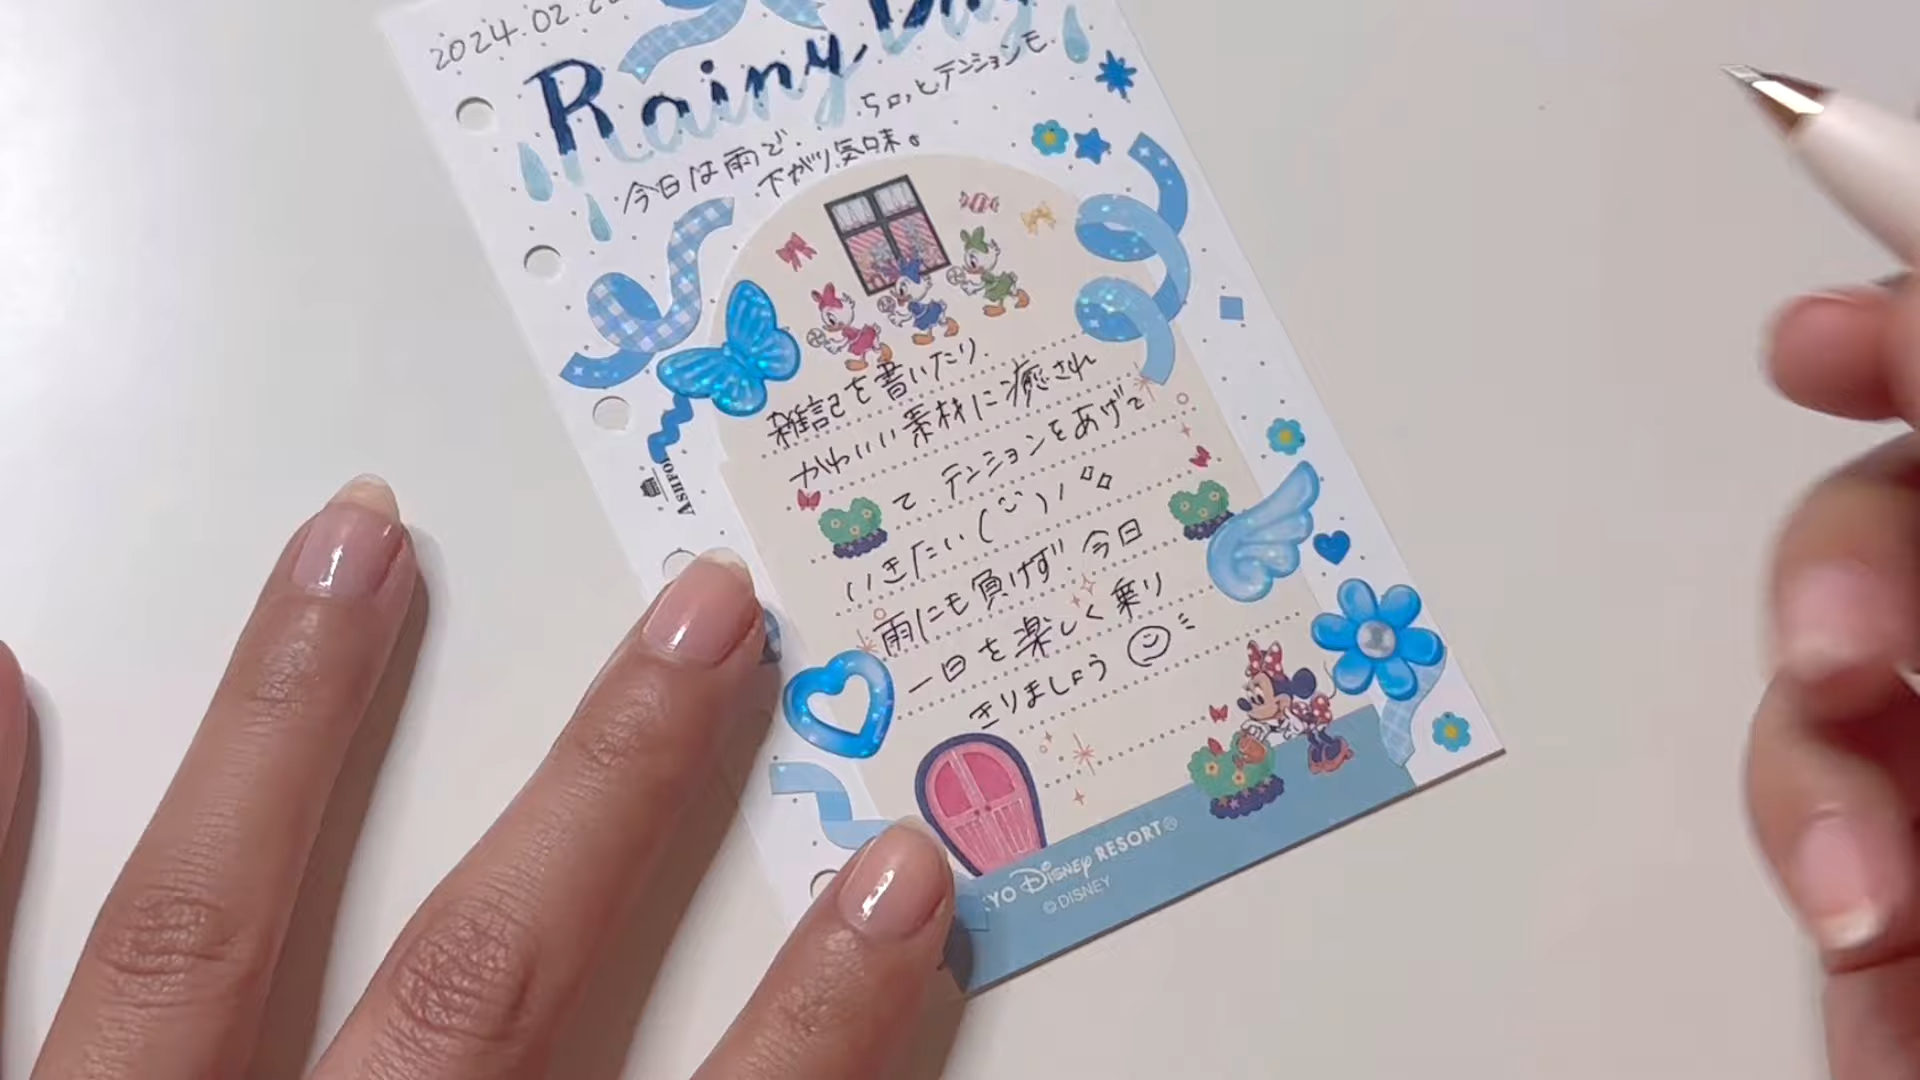 2024.02.2
Rainy Day
今日は雨で、ちょっとテンションも
下がり気味。
雑記を書いたり、
かわいい素材に癒され
て、テンションをあげて
いきたい
雨にも負けず、今日
一日を楽しく乗り
きりましょう
ASHFO
YO Disney RESORT®
© DISNEY